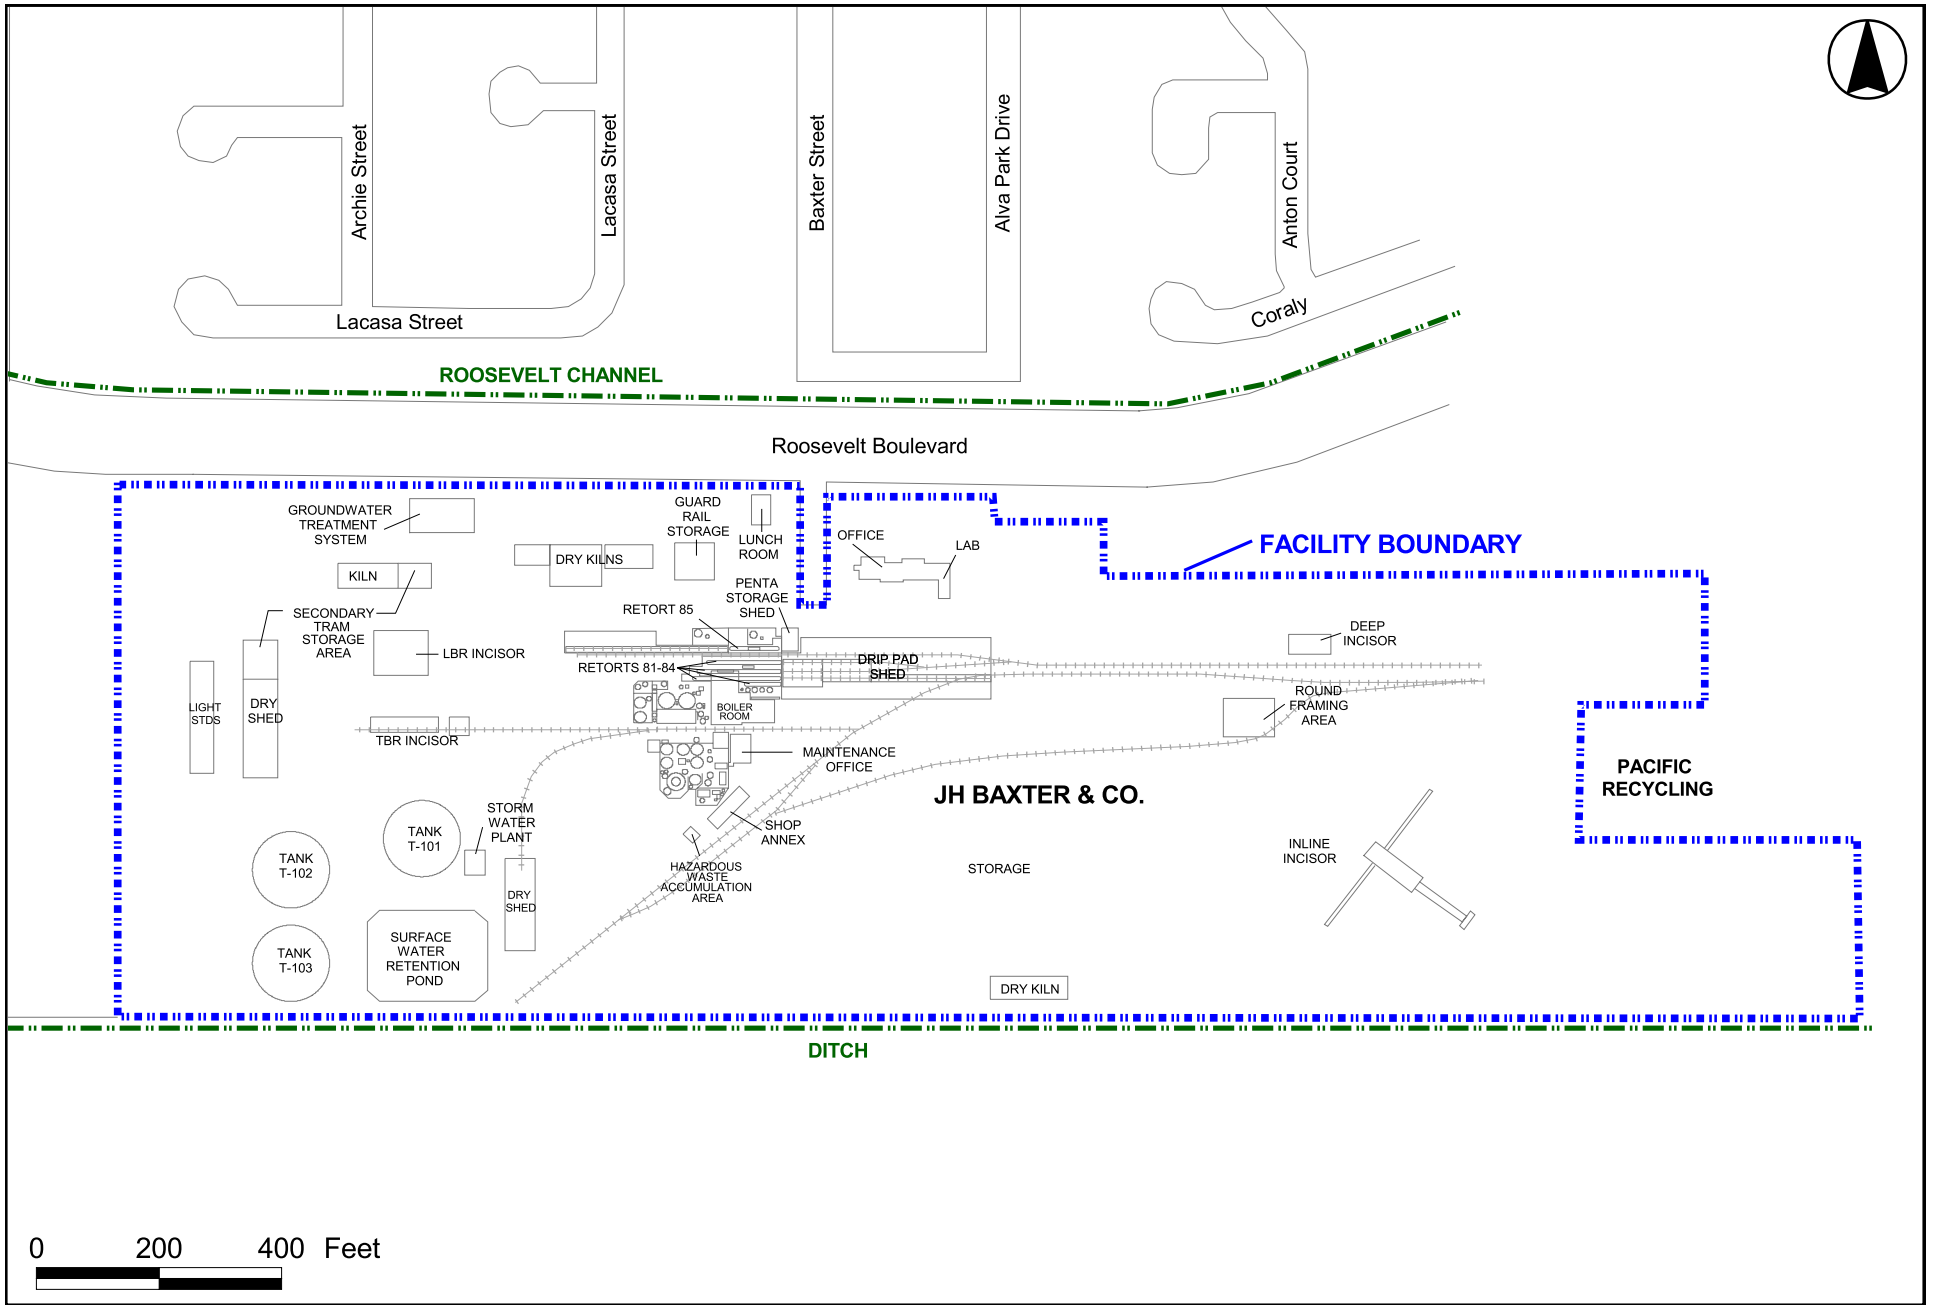 Archie Street
Lacasa Street
Baxter Street
Alva Park Drive
Anton Court
Coraly
Lacasa Street
ROOSEVELT CHANNEL
Roosevelt Boulevard
GROUNDWATER
TREATMENT
SYSTEM
GUARD
RAIL
STORAGE
LUNCH
ROOM
OFFICE
LAB
FACILITY BOUNDARY
DRY KILNS
KILN
PENTA
STORAGE
SHED
SECONDARY
TRAM
STORAGE
AREA
RETORT 85
LBR INCISOR
RETORTS 81-84
DRIP PAD
SHED
DEEP
INCISOR
LIGHT
STDS
DRY
SHED
BOILER
ROOM
ROUND
FRAMING
AREA
TBR INCISOR
MAINTENANCE
OFFICE
PACIFIC
RECYCLING
JH BAXTER & CO.
STORM
WATER
PLANT
TANK
T-101
SHOP
ANNEX
TANK
T-102
HAZARDOUS
WASTE
ACCUMULATION
AREA
STORAGE
INLINE
INCISOR
DRY
SHED
TANK
T-103
SURFACE
WATER
RETENTION
POND
DRY KILN
DITCH
0 200 400 Feet